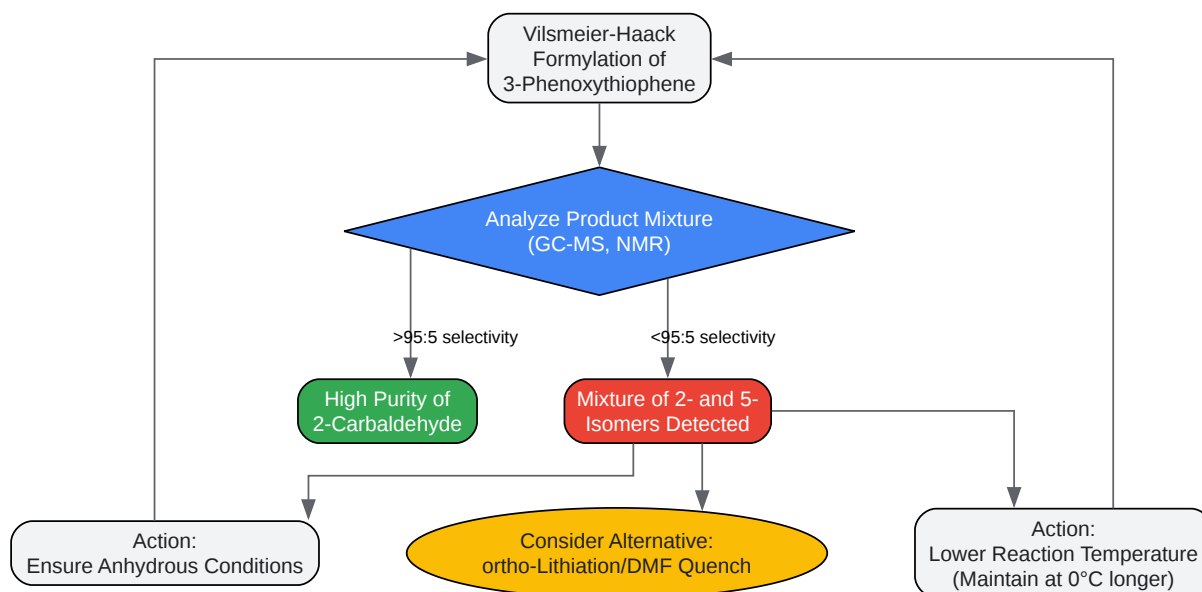 Vilsmeier-Haack
Formylation of
3-Phenoxythiophene
Analyze Product Mixture
(GC-MS, NMR)
>95:5 selectivity
<95:5 selectivity
High Purity of
2-Carbaldehyde
Mixture of 2- and 5-
Isomers Detected
Action:
Ensure Anhydrous Conditions
Consider Alternative:
ortho-Lithiation/DMF Quench
Action:
Lower Reaction Temperature
(Maintain at 0°C longer)